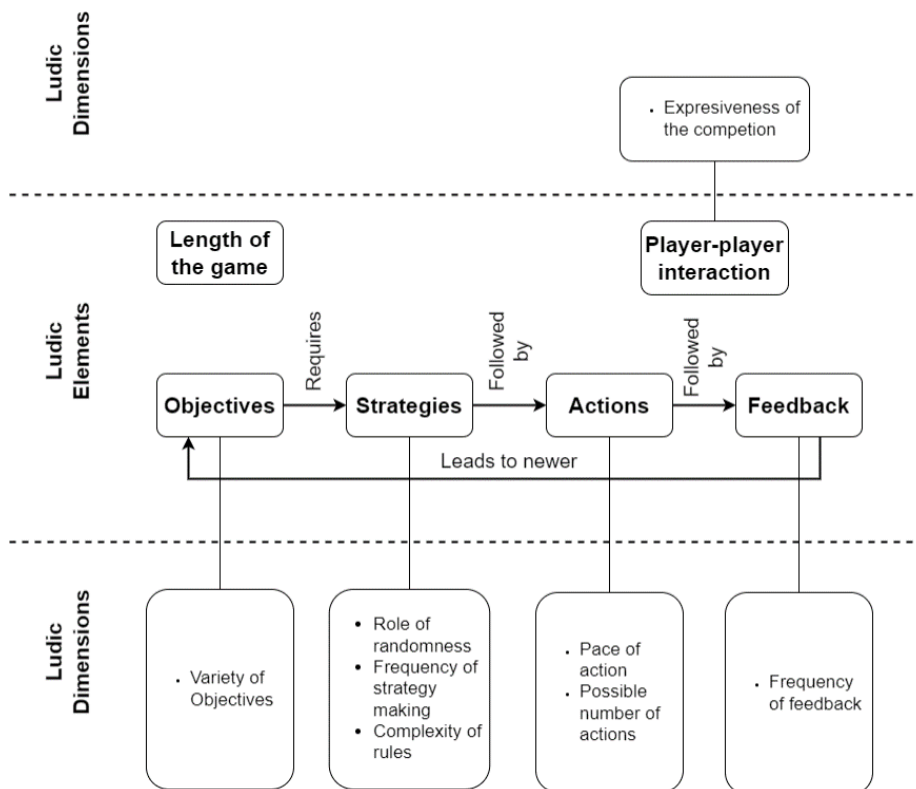 Ludic
Dimensions
• Expresiveness of
the competion
Ludic
Elements
Length of
the game
Player-player
interaction
Requires
Followed
by
Followed
by
Objectives
Strategies
Actions
Feedback
Leads to newer
Ludic
Dimensions
• Variety of
Objectives
• Role of
randomness
• Frequency of
strategy
making
• Complexity of
rules
• Pace of
action
• Possible
number of
actions
• Frequency
of feedback